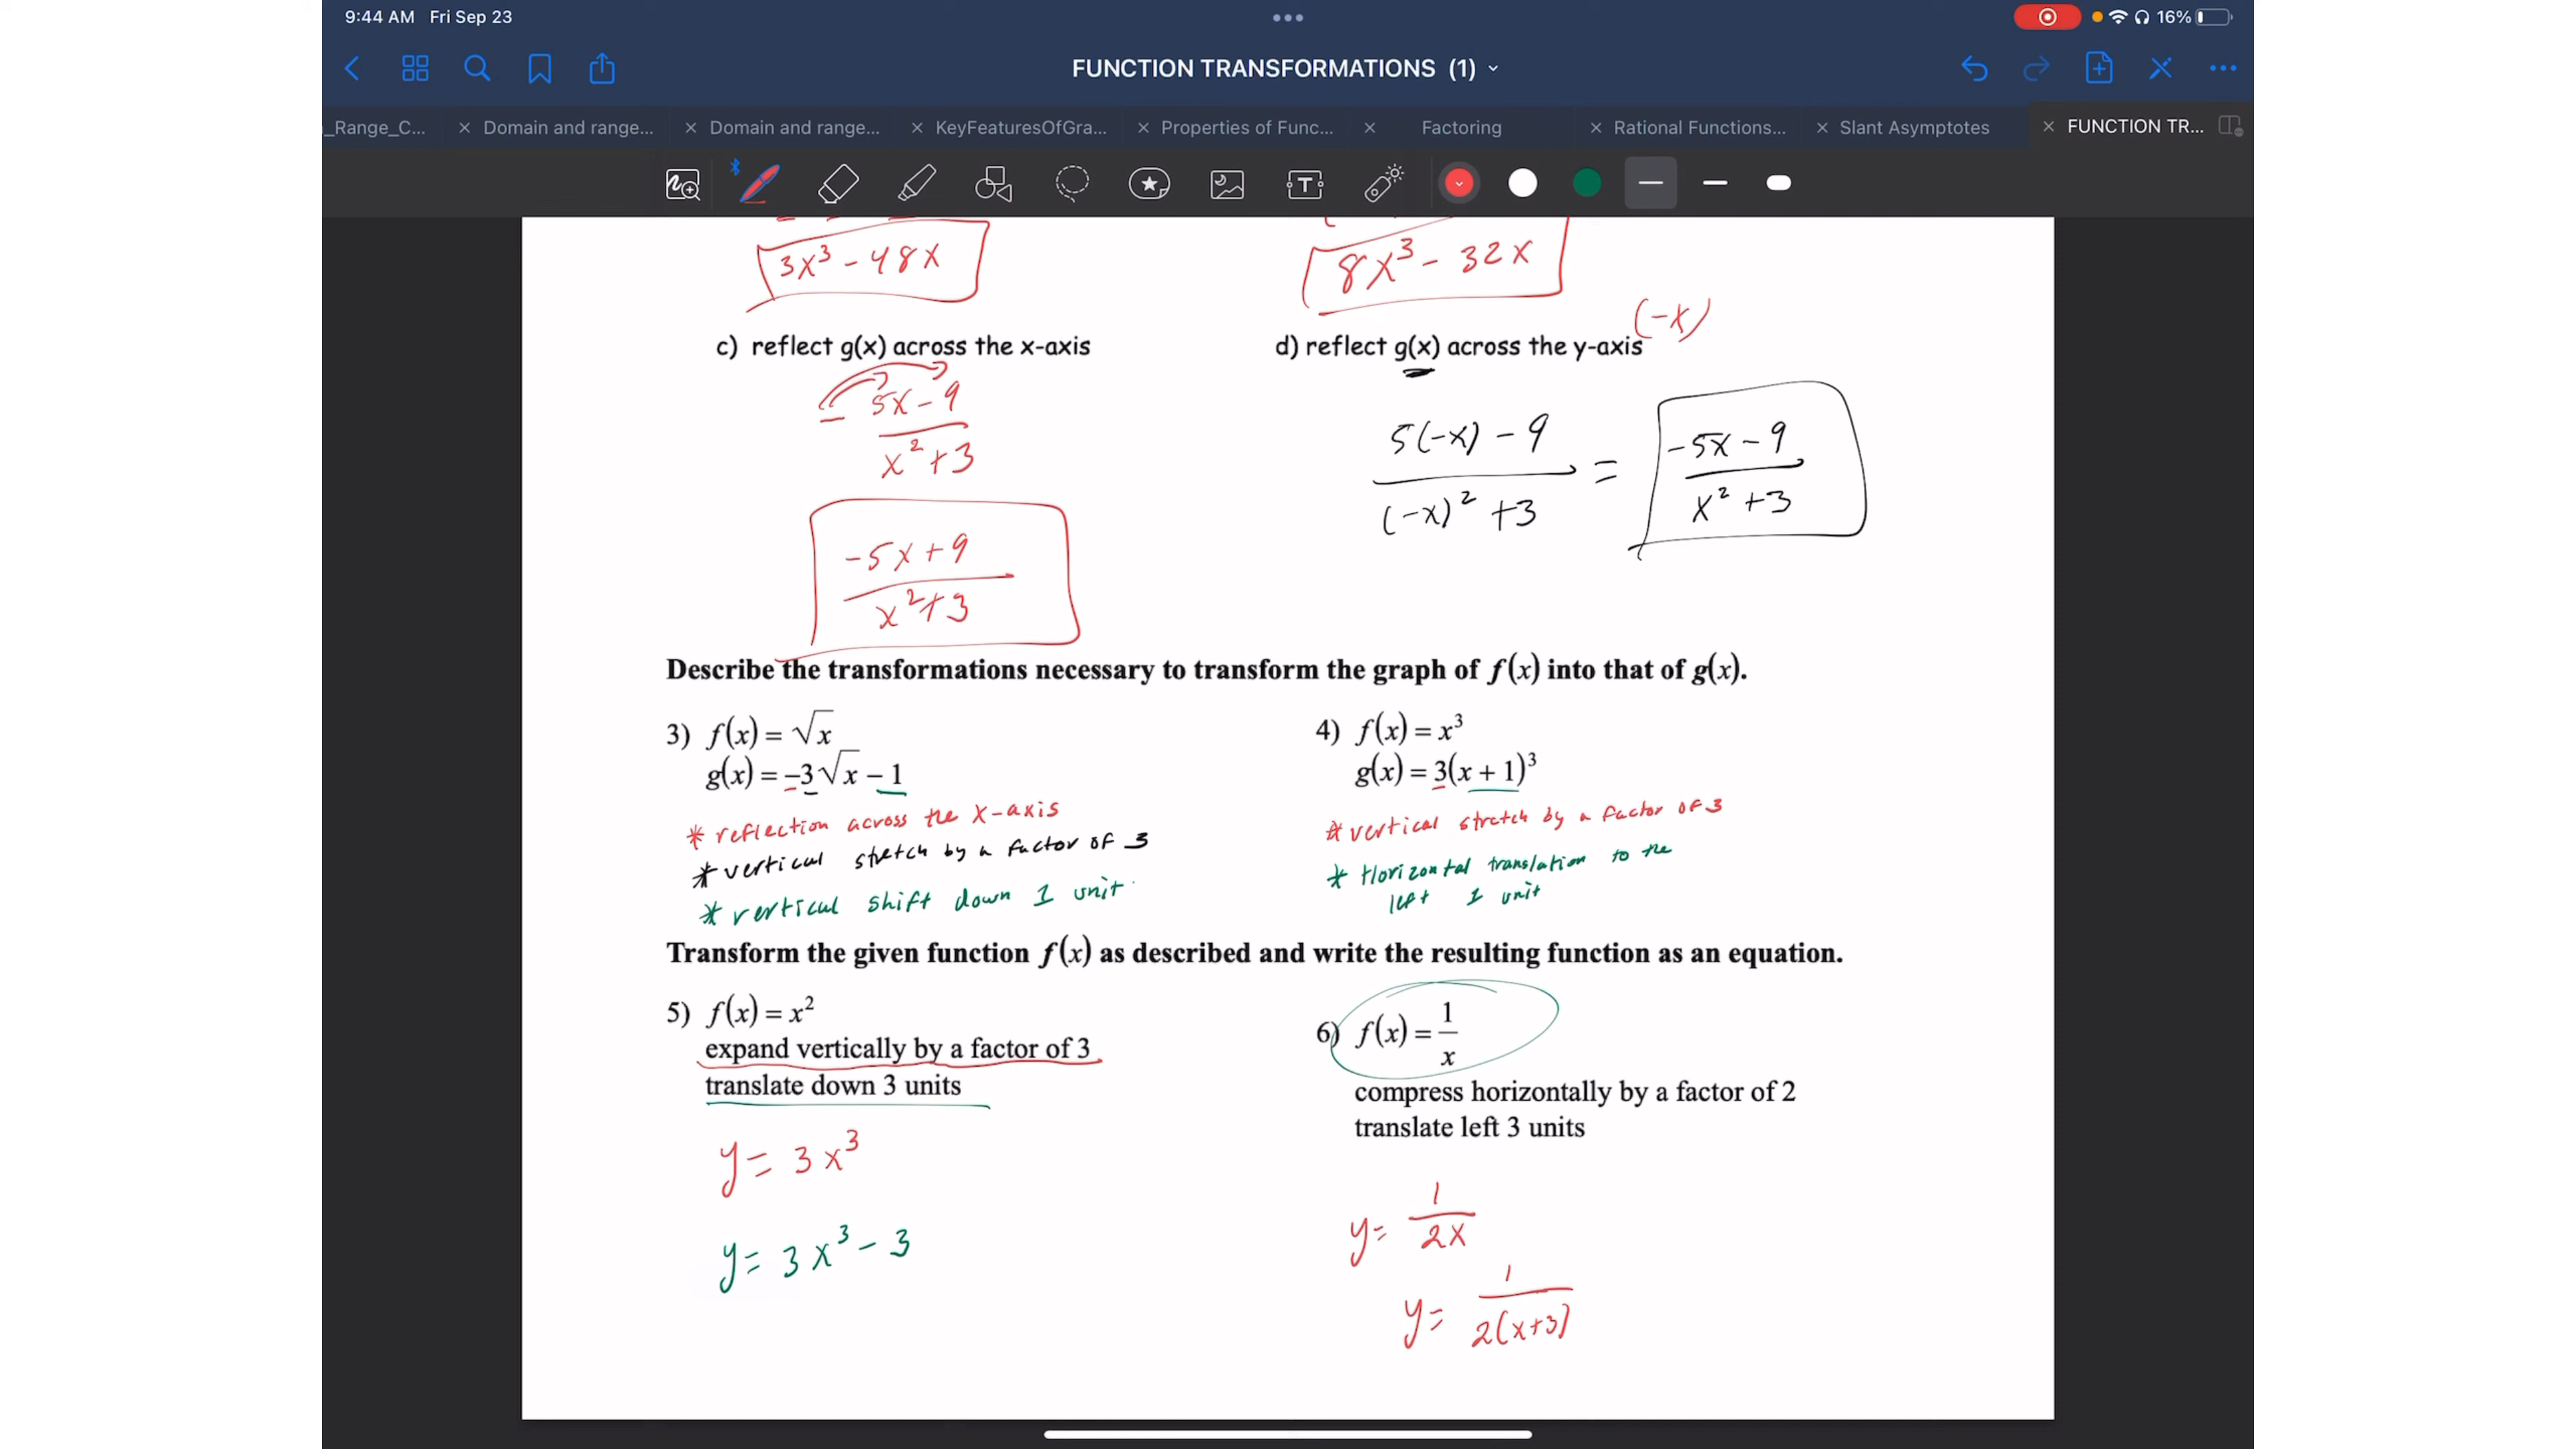 9:44 AM Fri Sep 23
16%
FUNCTION TRANSFORMATIONS (1)
_Range_C...
Domain and range...
Domain and range...
KeyFeaturesOfGra...
Properties of Func...
Factoring
Rational Functions...
Slant Asymptotes
FUNCTION TR...
3x³ - 48x
8x³ - 32x
(-x)
c) reflect g(x) across the x-axis
d) reflect g(x) across the y-axis
- (5x - 9)/(x² + 3)
(-5x + 9)/(x² + 3)
(5(-x) - 9)/((-x)² + 3) = (-5x - 9)/(x² + 3)
Describe the transformations necessary to transform the graph of f(x) into that of g(x).
3) f(x) = √x
g(x) = -3√x - 1
* reflection across the x-axis
* vertical stretch by a factor of 3
* vertical shift down 1 unit.
4) f(x) = x³
g(x) = 3(x + 1)³
* vertical stretch by a factor of 3
* Horizontal translation to the
left 1 unit
Transform the given function f(x) as described and write the resulting function as an equation.
5) f(x) = x²
expand vertically by a factor of 3
translate down 3 units
y = 3x³
y = 3x³ - 3
6) f(x) = 1/x
compress horizontally by a factor of 2
translate left 3 units
y = 1/2x
y = 1/2(x+3)